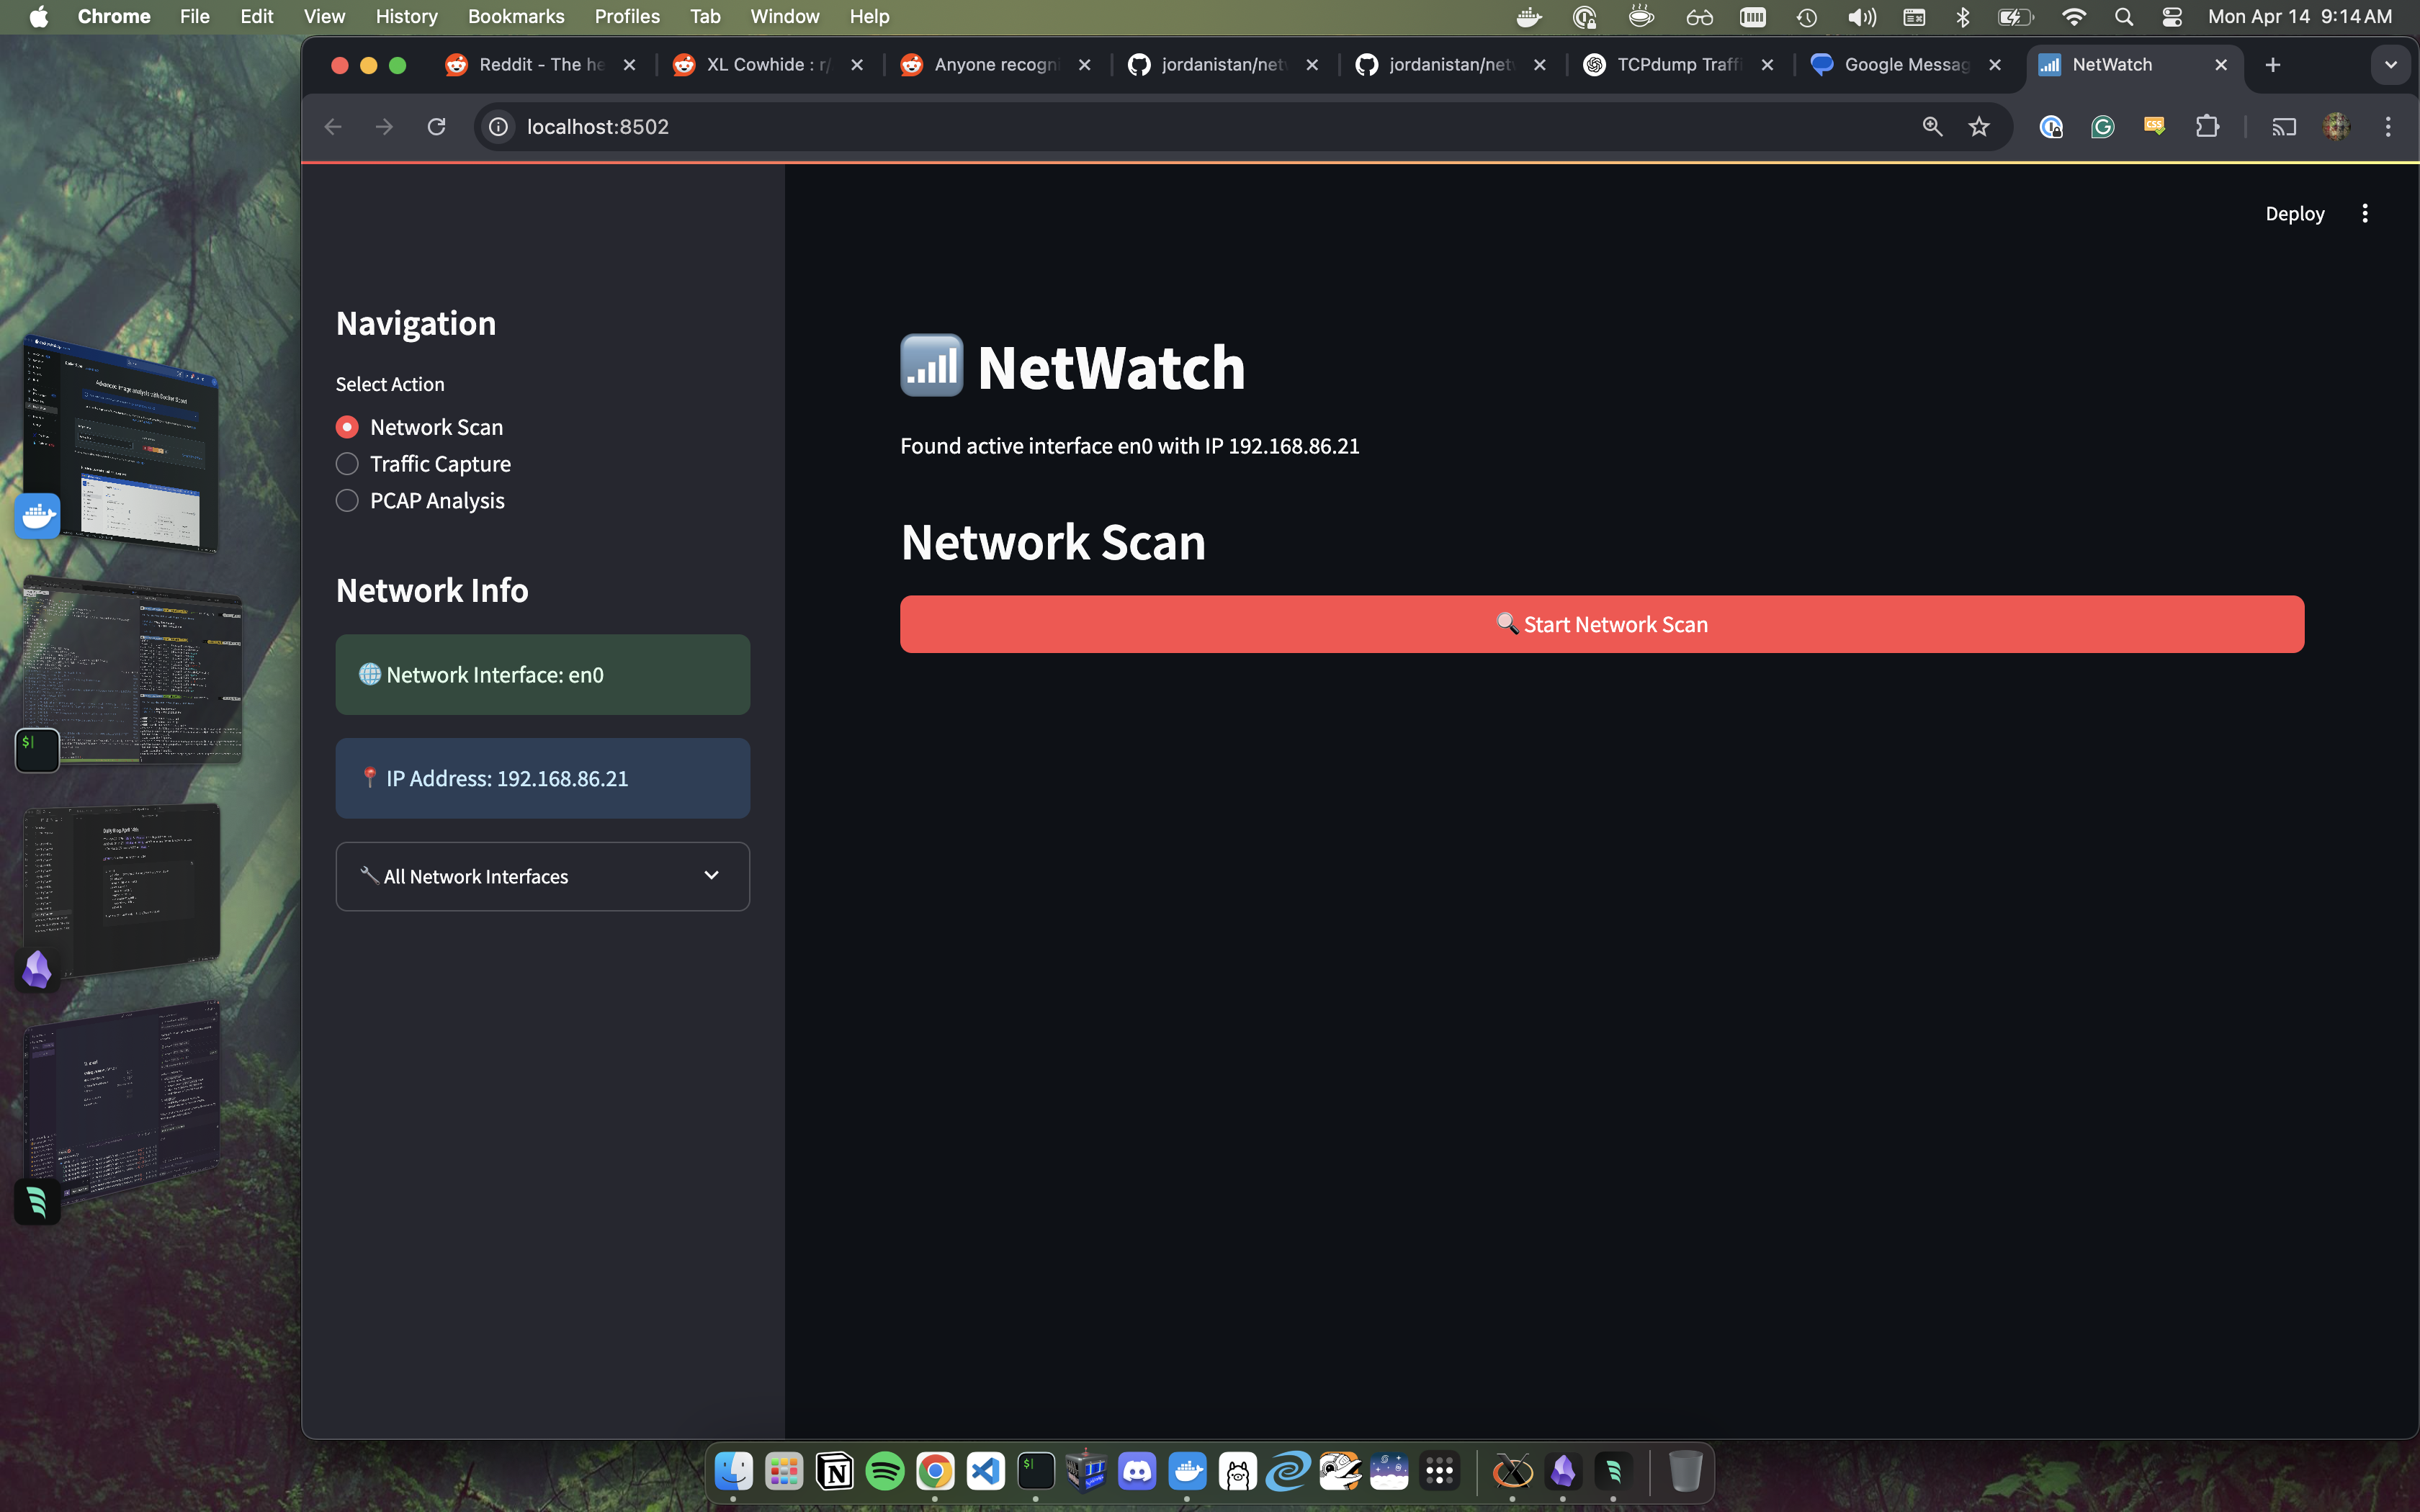 Chrome File Edit View History Bookmarks Profiles Tab Window Help Mon Apr 14 9:14 AM
Reddit - The he XL Cowhide : r/ Anyone recogni jordanistan/net jordanistan/net TCPdump Traffi Google Messag NetWatch
localhost:8502
Deploy
Navigation
Select Action
Network Scan
Traffic Capture
PCAP Analysis
Network Info
Network Interface: en0
IP Address: 192.168.86.21
All Network Interfaces
NetWatch
Found active interface en0 with IP 192.168.86.21
Network Scan
Start Network Scan